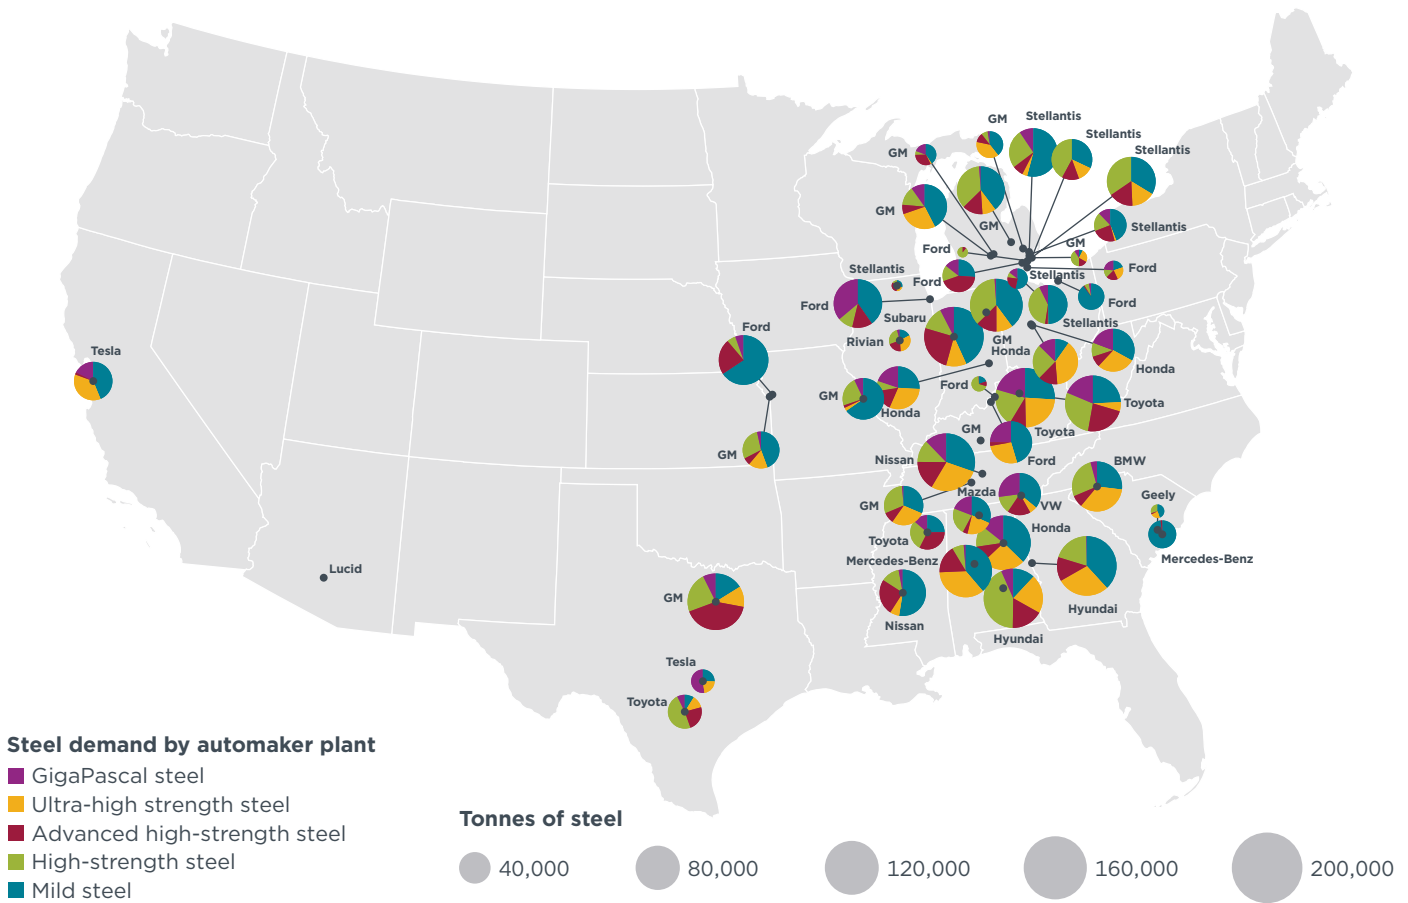 GM
Stellantis
Stellantis
Stellantis
GM
GM
GM
Stellantis
GM
Ford
Stellantis
Ford
Ford
Stellantis
Ford
Ford
Subaru
Stellantis
Ford
Rivian
GM
Honda
Tesla
Honda
Ford
GM
Honda
Toyota
Toyota
GM
Ford
GM
Nissan
BMW
Mazda
Geely
GM
VW
Honda
Toyota
Mercedes-Benz
Mercedes-Benz
Lucid
GM
Hyundai
Nissan
Hyundai
Tesla
Toyota
Steel demand by automaker plant
GigaPascal steel
Ultra-high strength steel
Advanced high-strength steel
High-strength steel
Mild steel
Tonnes of steel
40,000
80,000
120,000
160,000
200,000